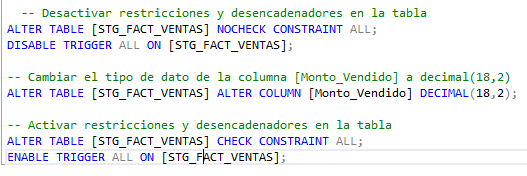 -- Desactivar restricciones y desencadenadores en la tabla
ALTER TABLE [STG_FACT_VENTAS] NOCHECK CONSTRAINT ALL;
DISABLE TRIGGER ALL ON [STG_FACT_VENTAS];
-- Cambiar el tipo de dato de la columna [Monto_Vendido] a decimal(18,2)
ALTER TABLE [STG_FACT_VENTAS] ALTER COLUMN [Monto_Vendido] DECIMAL(18,2);
-- Activar restricciones y desencadenadores en la tabla
ALTER TABLE [STG_FACT_VENTAS] CHECK CONSTRAINT ALL;
ENABLE TRIGGER ALL ON [STG_FACT_VENTAS];